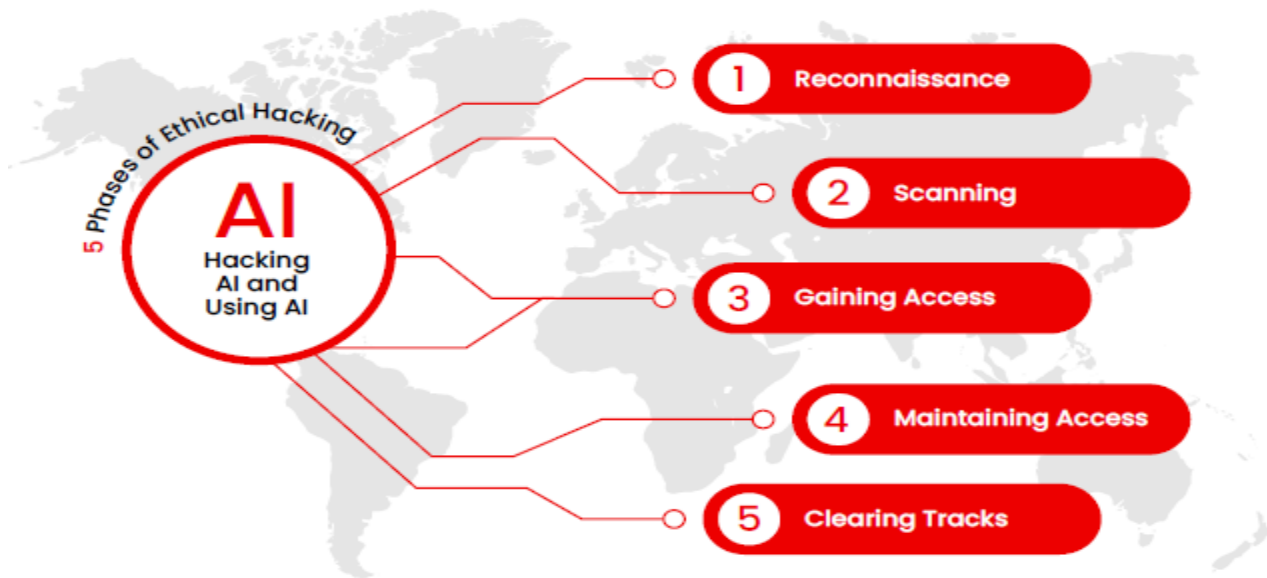 5 Phases of Ethical Hacking
AI
Hacking
AI and
Using AI
1 Reconnaissance
2 Scanning
3 Gaining Access
4 Maintaining Access
5 Clearing Tracks